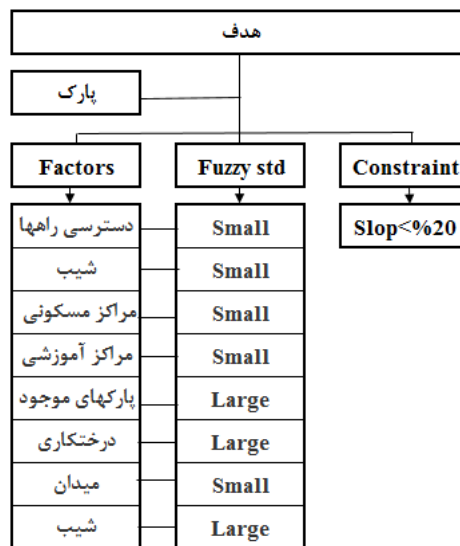 هدف
پارک
Factors
Fuzzy std
Constraint
دسترسی راهها
Small
Slop<%20
شیب
Small
مراکز مسکونی
Small
مراکز آموزشی
Small
پارکهای موجود
Large
درختکاری
Large
میدان
Small
شیب
Large